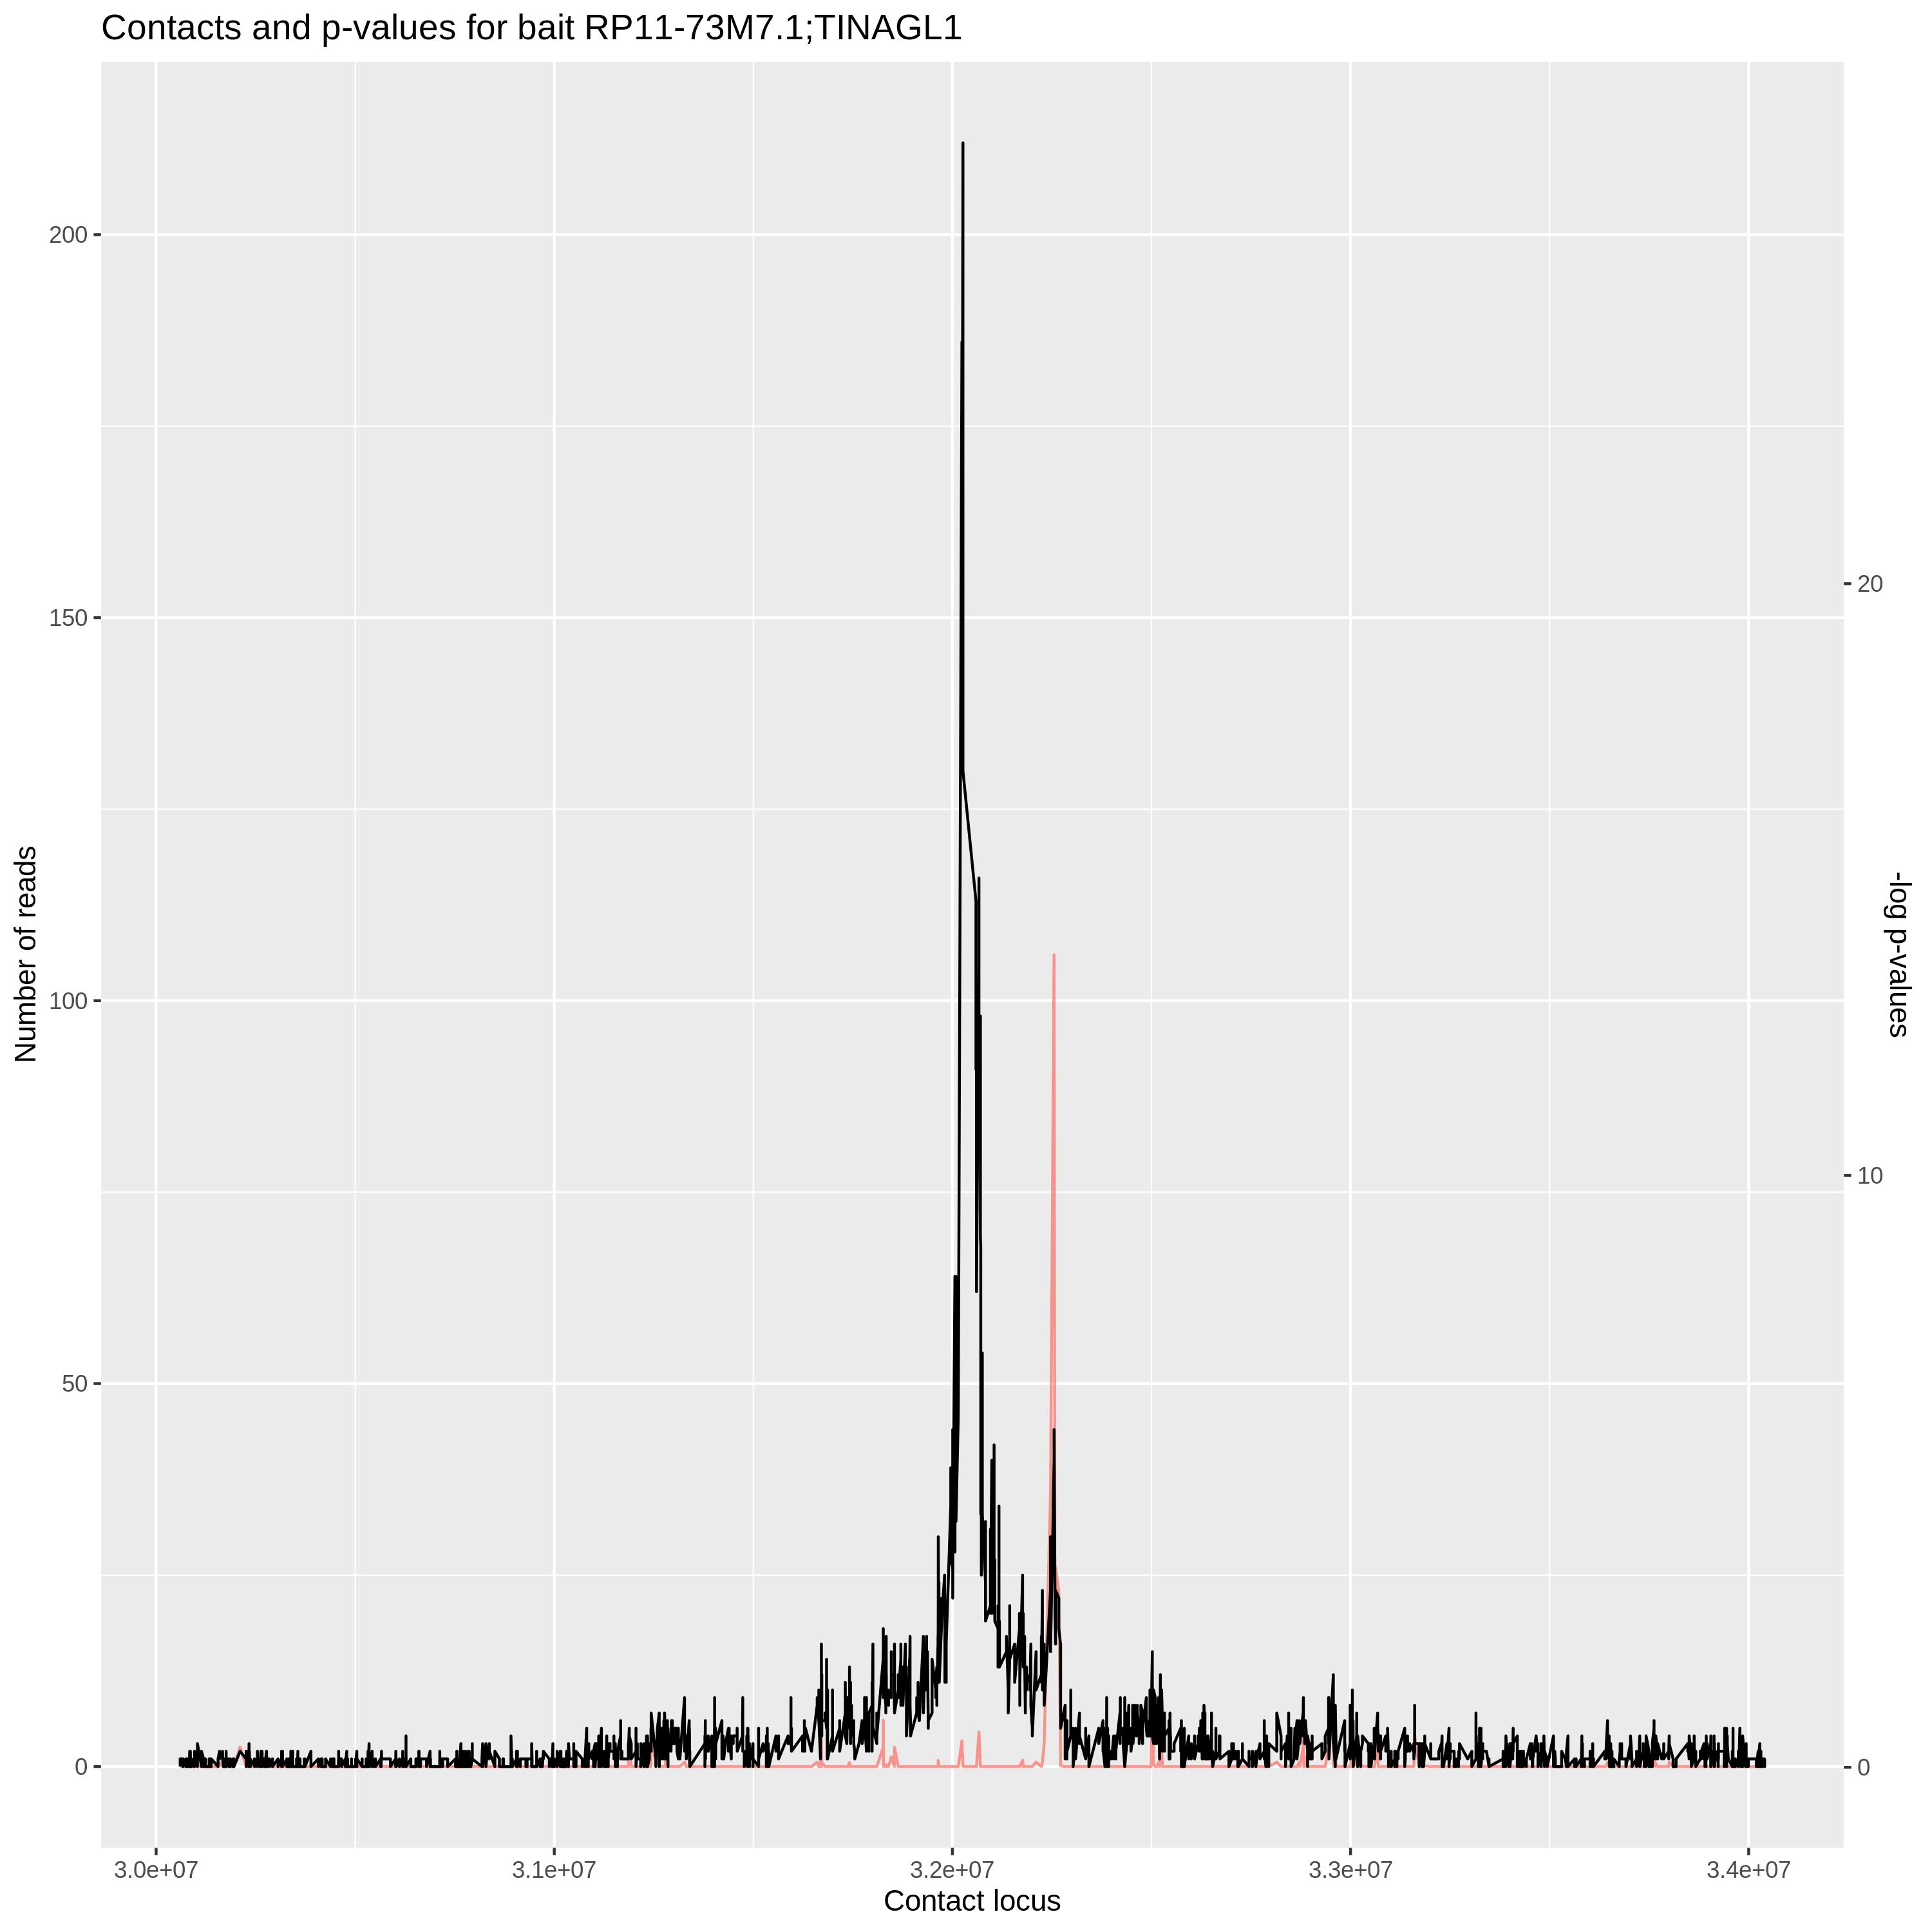 Contacts and p-values for bait RP11-73M7.1;TINAGL1
200
150
100
50
0
Number of reads
20
10
0
-log p-values
3.0e+07 3.1e+07 3.2e+07 3.3e+07 3.4e+07
Contact locus